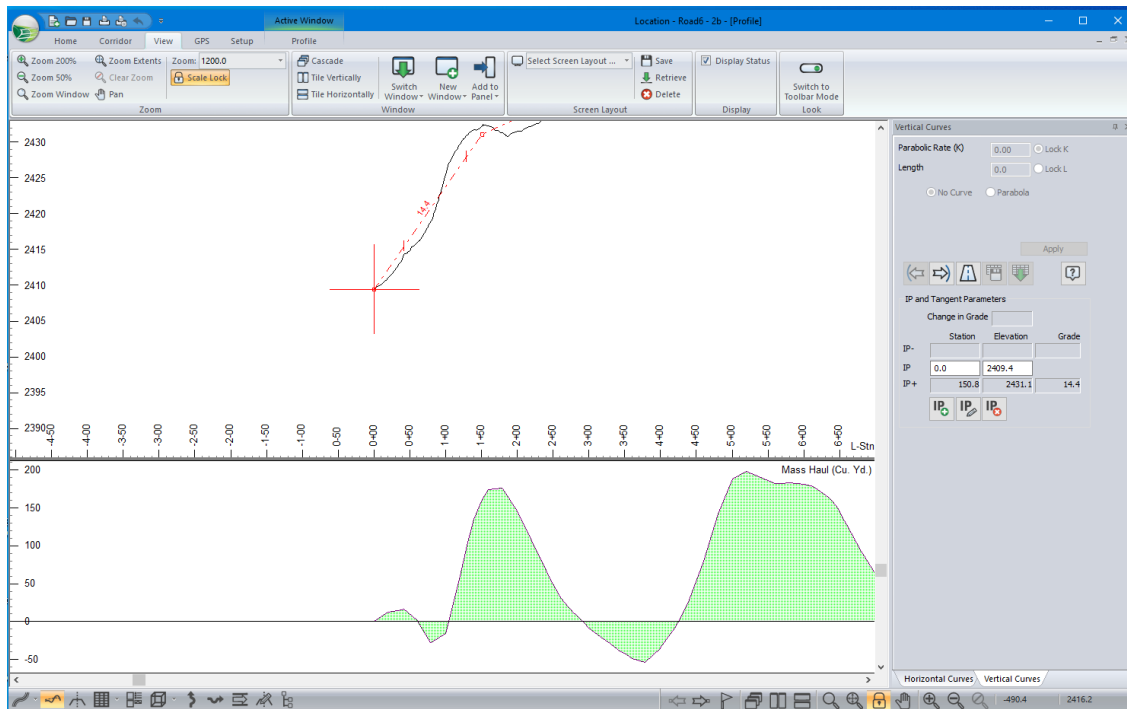 Active Window
Location - Road6 - 2b - [Profile]
Home Corridor View GPS Setup Profile
Zoom 200% Zoom Extents Zoom: 1200.0
Zoom 50% Clear Zoom Scale Lock
Zoom Window Pan
Zoom
Cascade
Tile Vertically
Tile Horizontally
Switch Window
New Window
Add to Panel
Window
Select Screen Layout ...
Save
Retrieve
Delete
Screen Layout
Display Status
Display
Switch to
Toolbar Mode
Look
2430
2425
2420
2415
2410
2405
2400
2395
2390
14.4
-4+50 -4+00 -3+50 -3+00 -2+50 -2+00 -1+50 -1+00 0-50 0+00 0+50 1+00 1+50 2+00 2+50 3+00 3+50 4+00 4+50 5+00 5+50 6+00 6+50
L-Stn
Mass Haul (Cu. Yd.)
200
150
100
50
0
-50
Vertical Curves
Parabolic Rate (K) 0.00 Lock K
Length 0.0 Lock L
No Curve Parabola
Apply
IP and Tangent Parameters
Change in Grade
Station Elevation Grade
IP-
IP 0.0 2409.4
IP+ 150.8 2431.1 14.4
IP IP IP
Horizontal Curves Vertical Curves
-490.4 2416.2